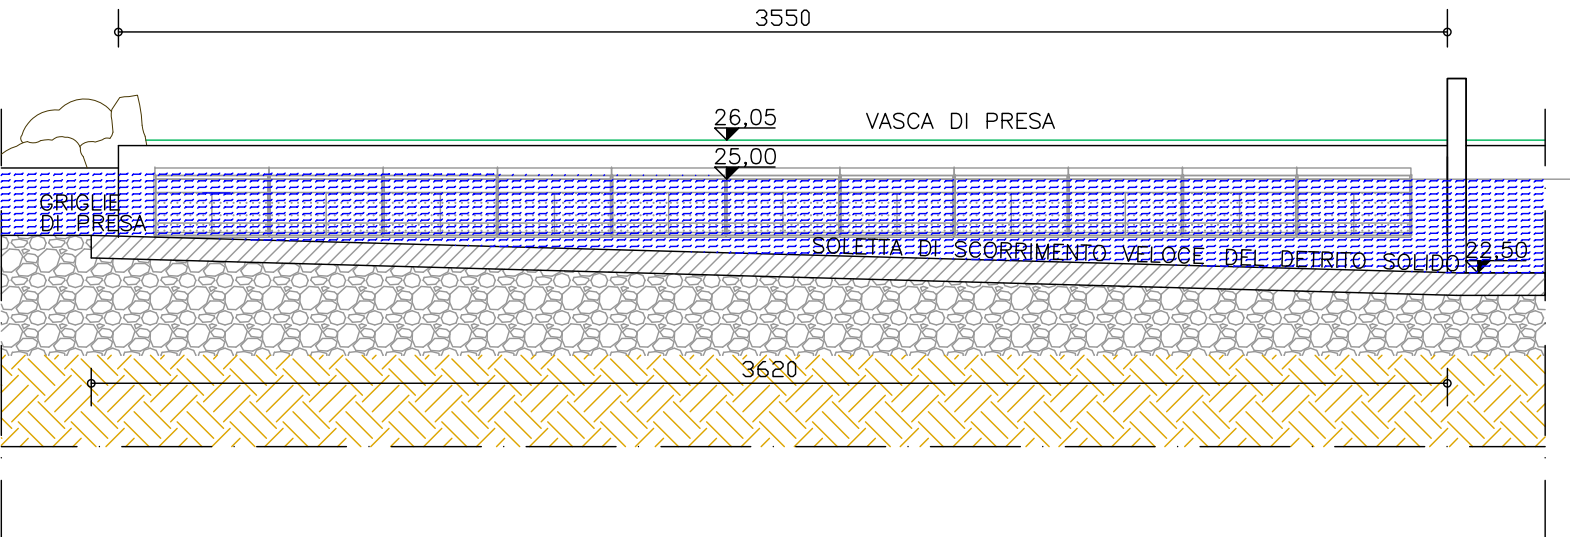 3550
26,05
VASCA DI PRESA
25,00
GRIGLIE
DI PRESA
SOLETTA DI SCORRIMENTO VELOCE DEL DETRITO SOLIDO
22,50
3620